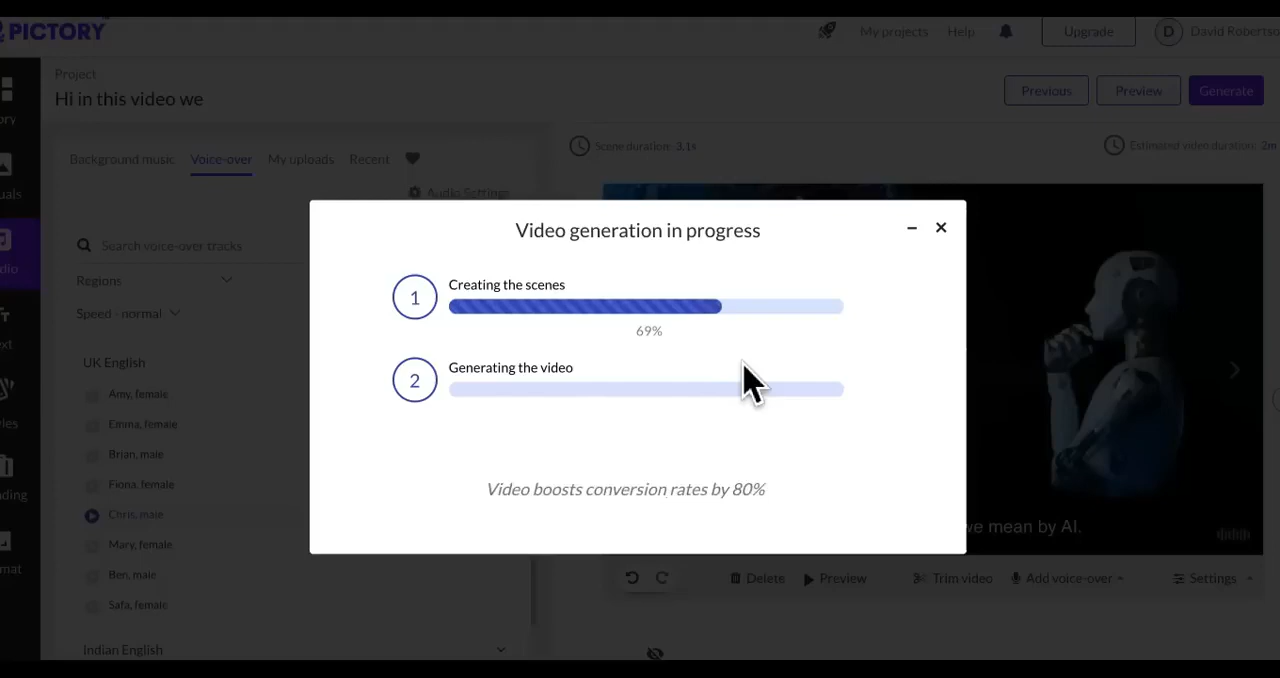 PICTORY
My projects
Help
Upgrade
D
David Roberts
Project
Hi in this video we
Previous
Preview
Generate
Background music
Voice-over
My uploads
Recent
Scene duration: 3.1s
Estimated video duration: 2m
Audio Settings
Search voice-over tracks
Regions
Speed - normal
UK English
Amy, female
Emma, female
Brian, male
Fiona, female
Chris, male
Mary, female
Ben, male
Safa, female
Indian English
Video generation in progress
1
Creating the scenes
69%
2
Generating the video
Video boosts conversion rates by 80%
we mean by AI.
Delete
Preview
Trim video
Add voice-over
Settings